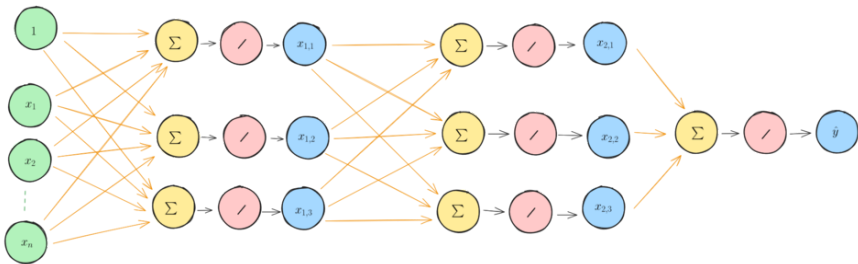 1 Σ x₁,₁ Σ x₂,₁
x₁
Σ x₁,₂ Σ x₂,₂ Σ ŷ
x₂
Σ x₁,₃ Σ x₂,₃
xₙ